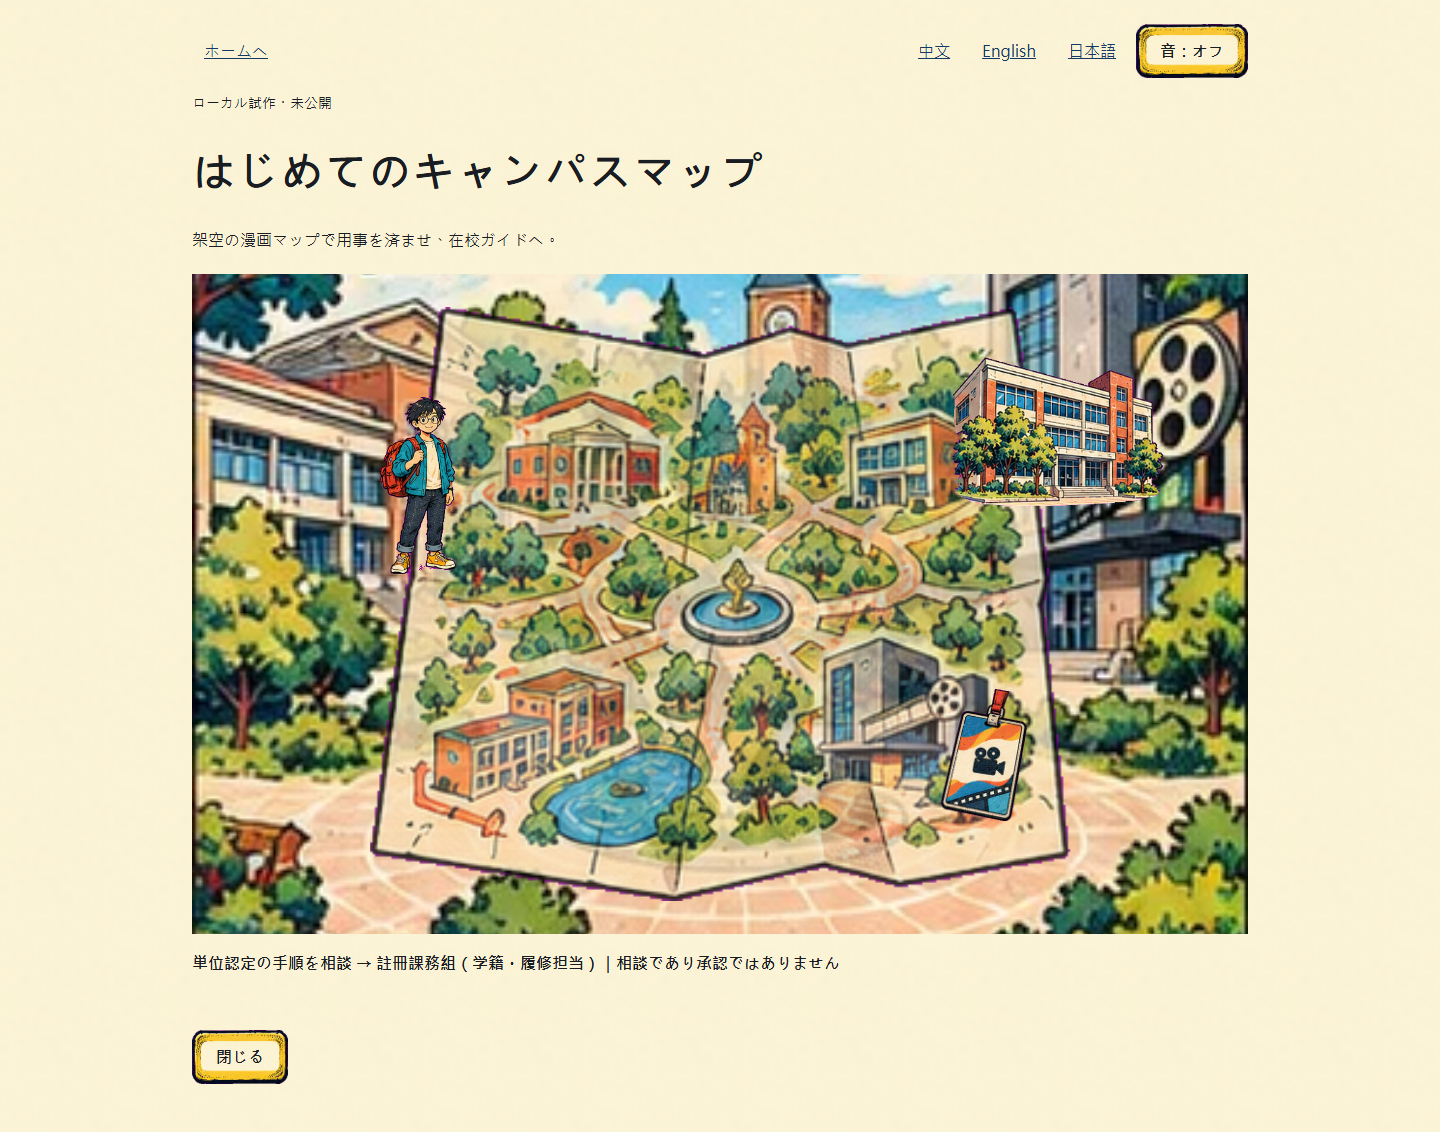 ホームへ
中文 English 日本語 音：オフ
ローカル試作・未公開
はじめてのキャンパスマップ
架空の漫画マップで用事を済ませ、在校ガイドへ。
単位認定の手順を相談 → 註冊課務組（学籍・履修担当）｜相談であり承認ではありません
閉じる